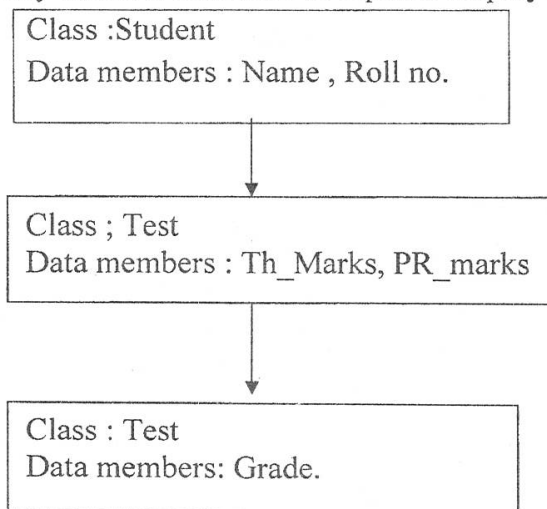 Class :Student
Data members : Name , Roll no.
Class ; Test
Data members : Th_Marks, PR_marks
Class : Test
Data members: Grade.